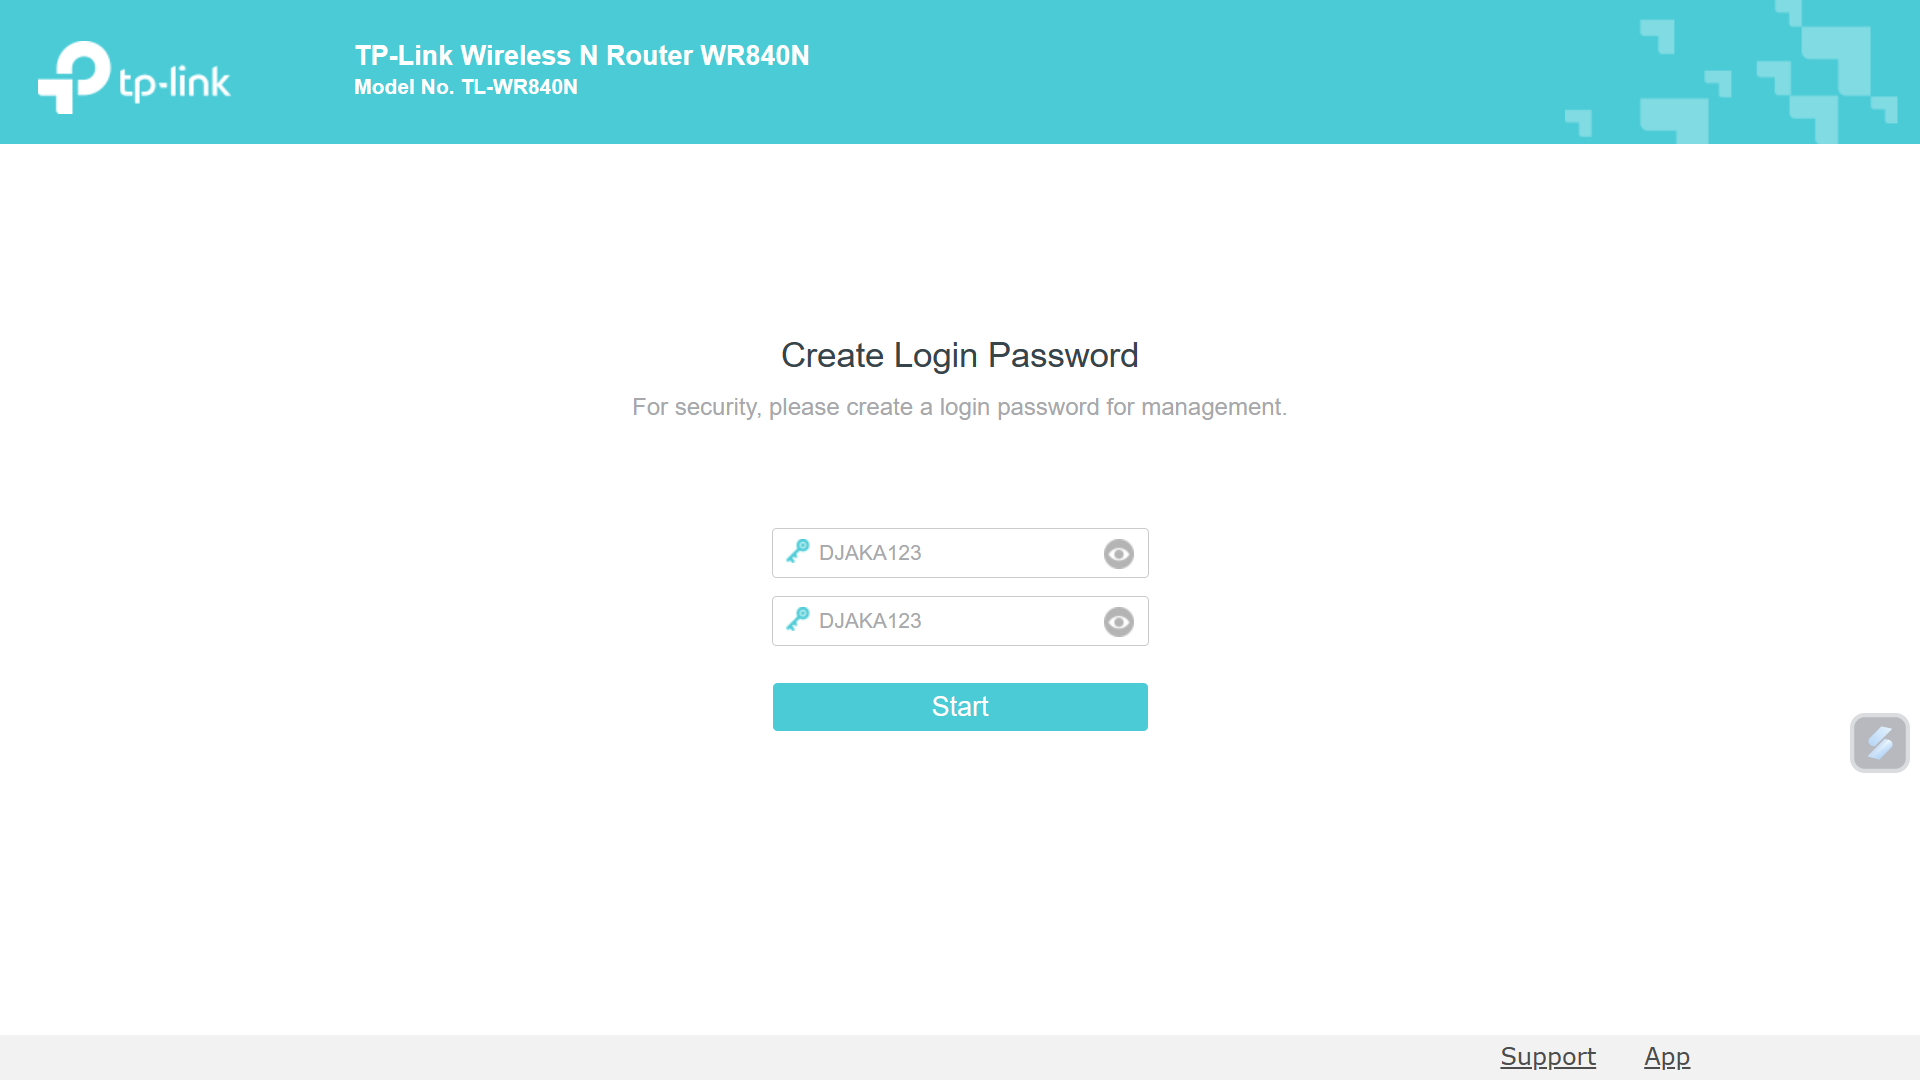 tp-link
TP-Link Wireless N Router WR840N
Model No. TL-WR840N
Create Login Password
For security, please create a login password for management.
DJAKA123
DJAKA123
Start
Support App